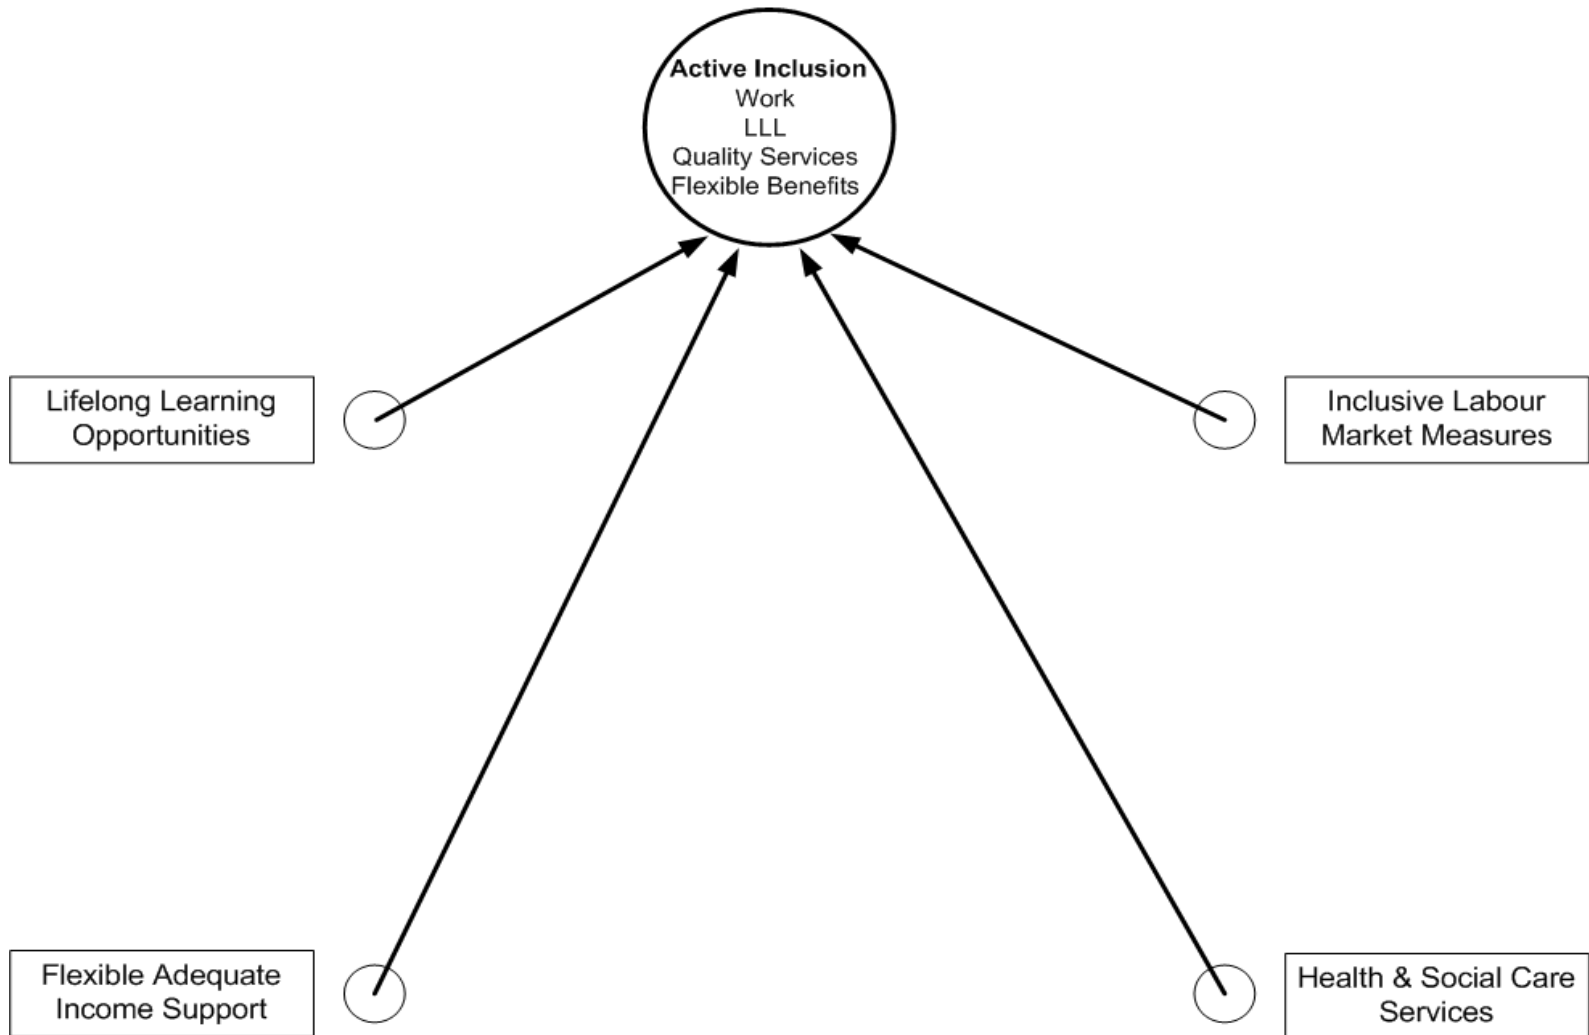 Active Inclusion
Work
LLL
Quality Services
Flexible Benefits
Lifelong Learning
Opportunities
Inclusive Labour
Market Measures
Flexible Adequate
Income Support
Health & Social Care
Services